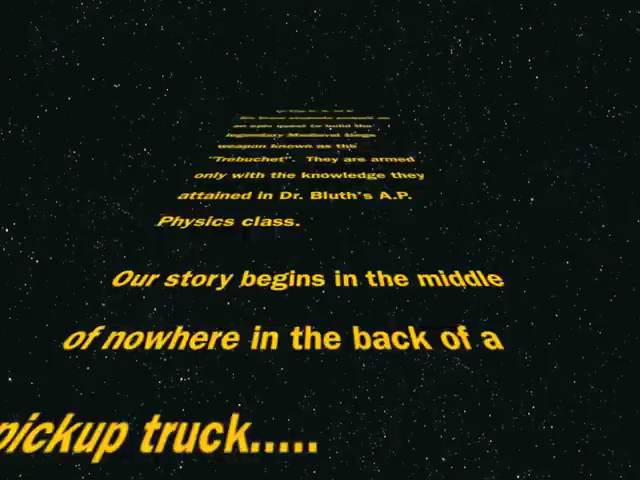 an epic quest to build the
legendary Medieval Siege
weapon known as the
"Trebuchet". They are armed
only with the knowledge they
attained in Dr. Bluth's A.P.
Physics class.
Our story begins in the middle
of nowhere in the back of a
pickup truck.....